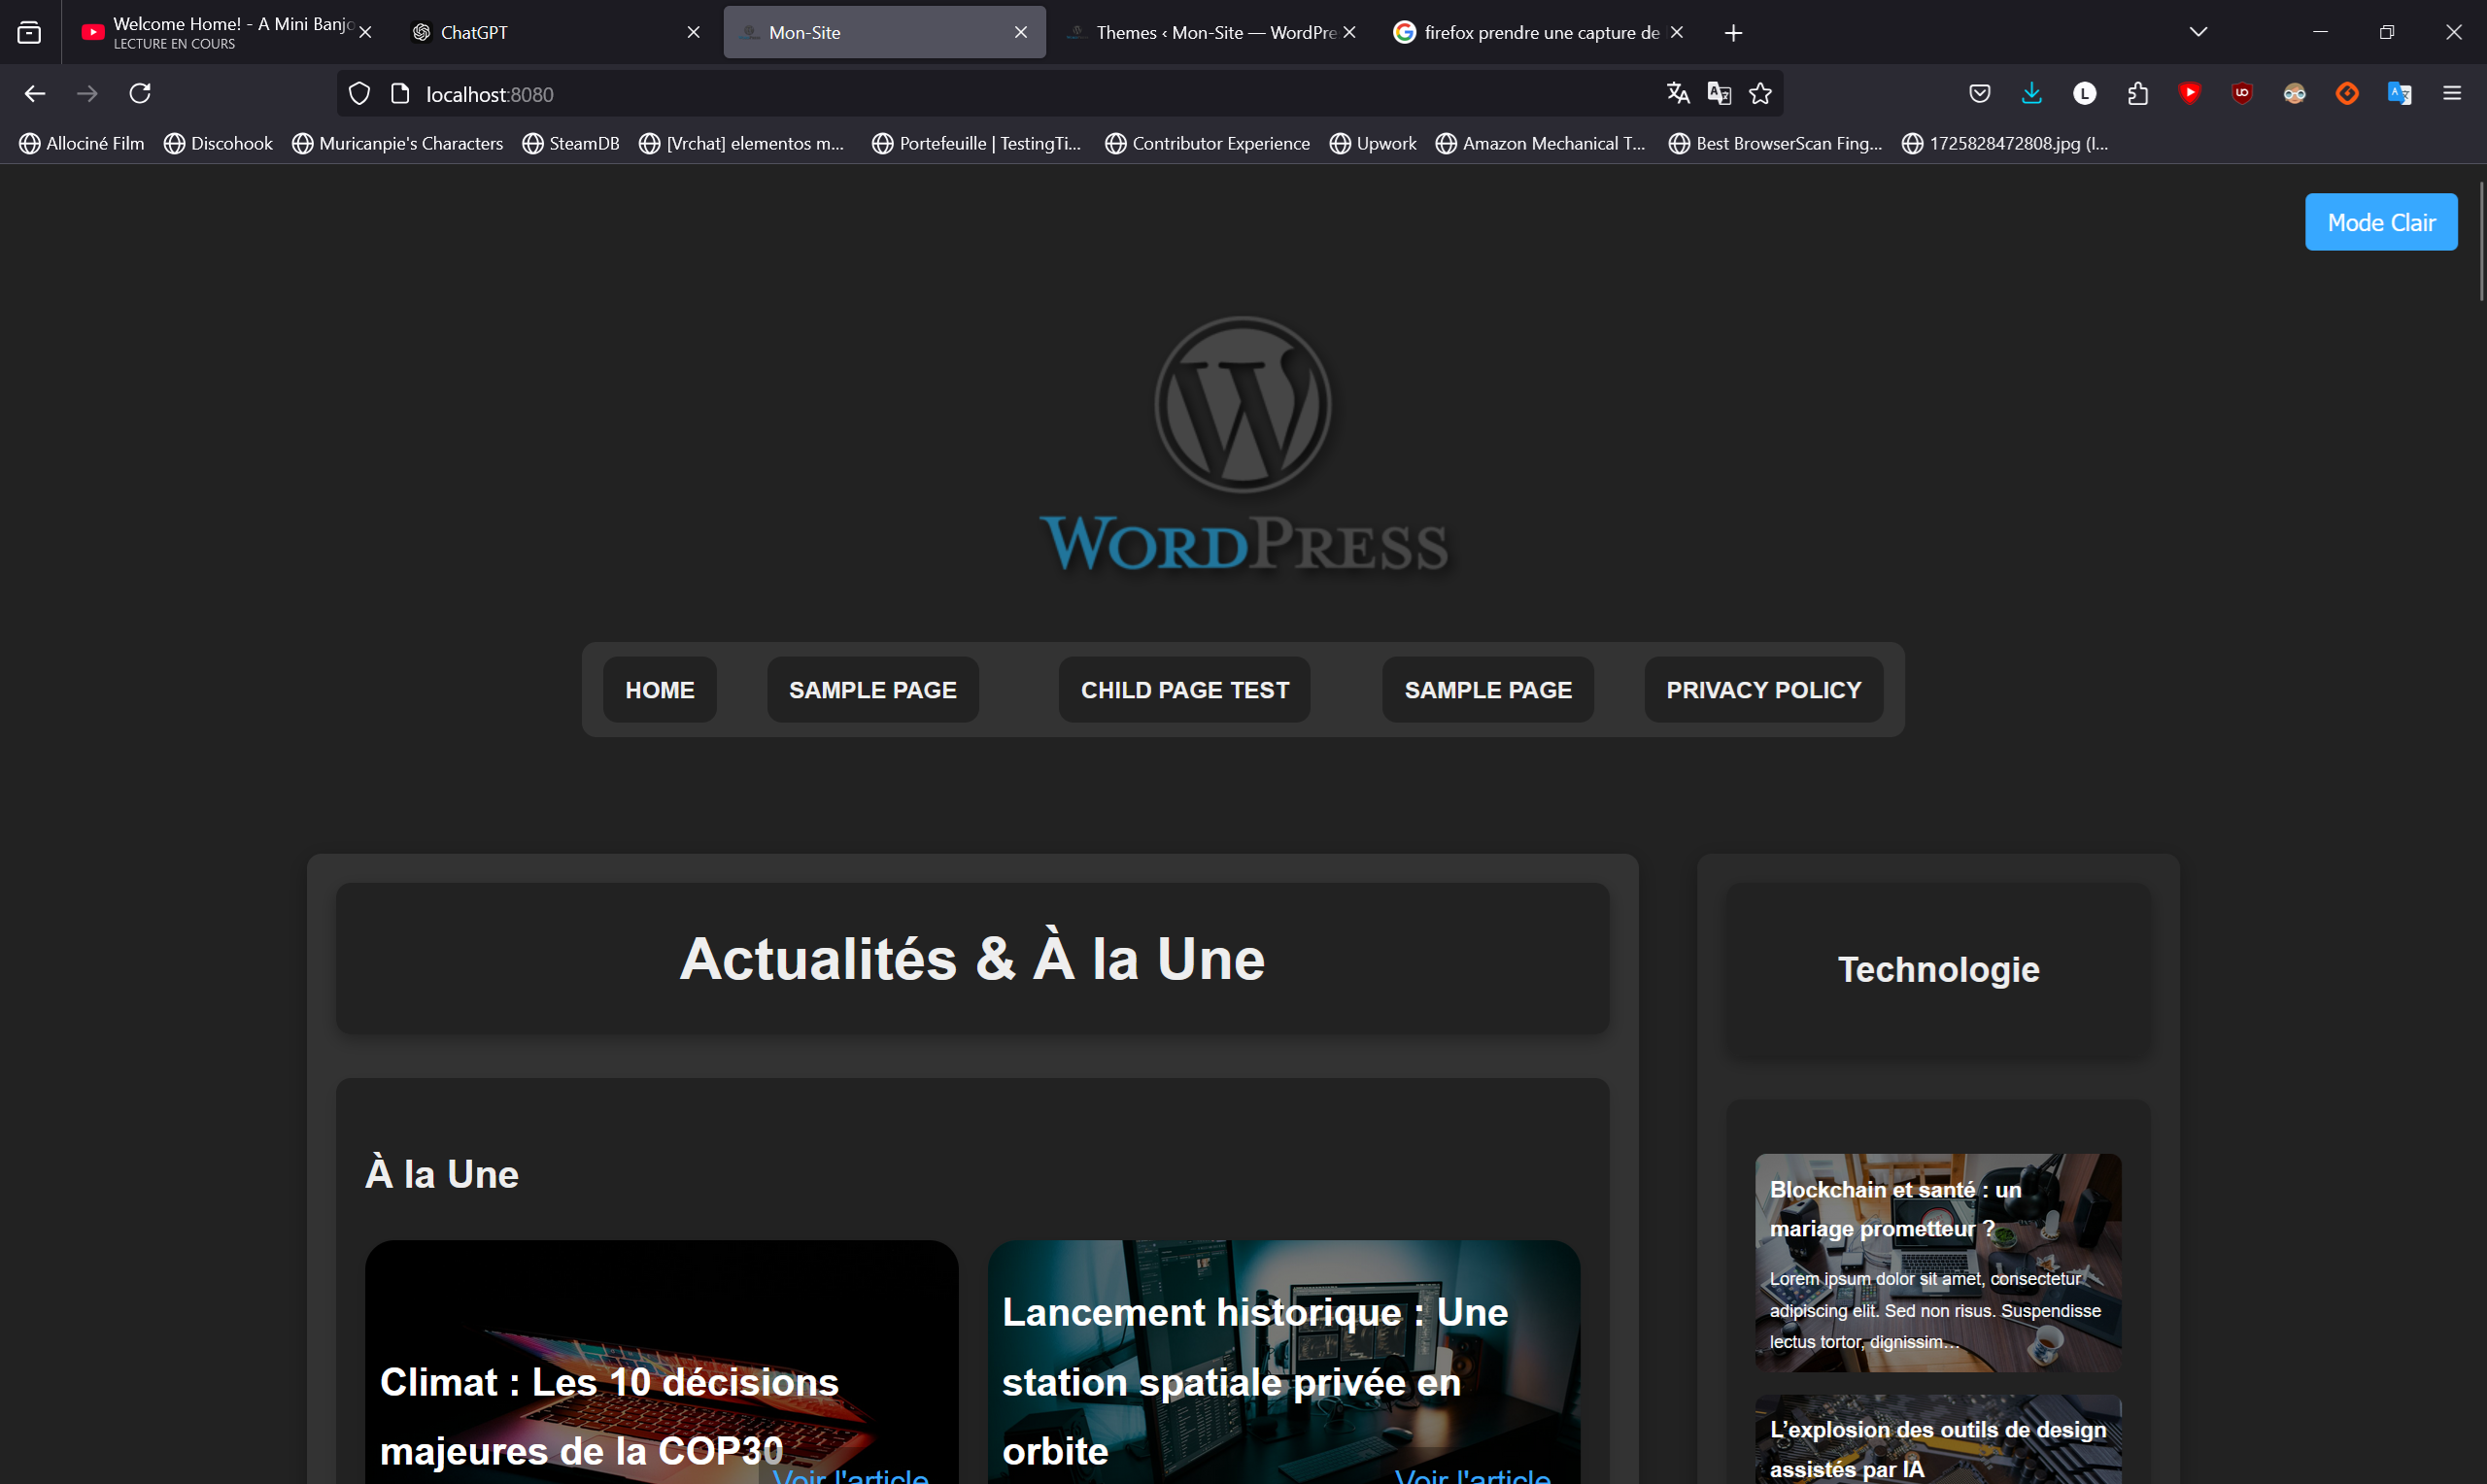 Welcome Home! - A Mini Banjo
LECTURE EN COURS
ChatGPT
Mon-Site
Themes ‹ Mon-Site — WordPre
firefox prendre une capture de
localhost:8080
Allociné Film
Discohook
Muricanpie's Characters
SteamDB
[Vrchat] elementos m...
Portefeuille | TestingTi...
Contributor Experience
Upwork
Amazon Mechanical T...
Best BrowserScan Fing...
1725828472808.jpg (I...
Mode Clair
WORDPRESS
HOME
SAMPLE PAGE
CHILD PAGE TEST
SAMPLE PAGE
PRIVACY POLICY
Actualités & À la Une
À la Une
Climat : Les 10 décisions
majeures de la COP30
Voir l'article
Lancement historique : Une
station spatiale privée en
orbite
Voir l'article
Technologie
Blockchain et santé : un
mariage prometteur ?
Lorem ipsum dolor sit amet, consectetur
adipiscing elit. Sed non risus. Suspendisse
lectus tortor, dignissim...
L’explosion des outils de design
assistés par IA